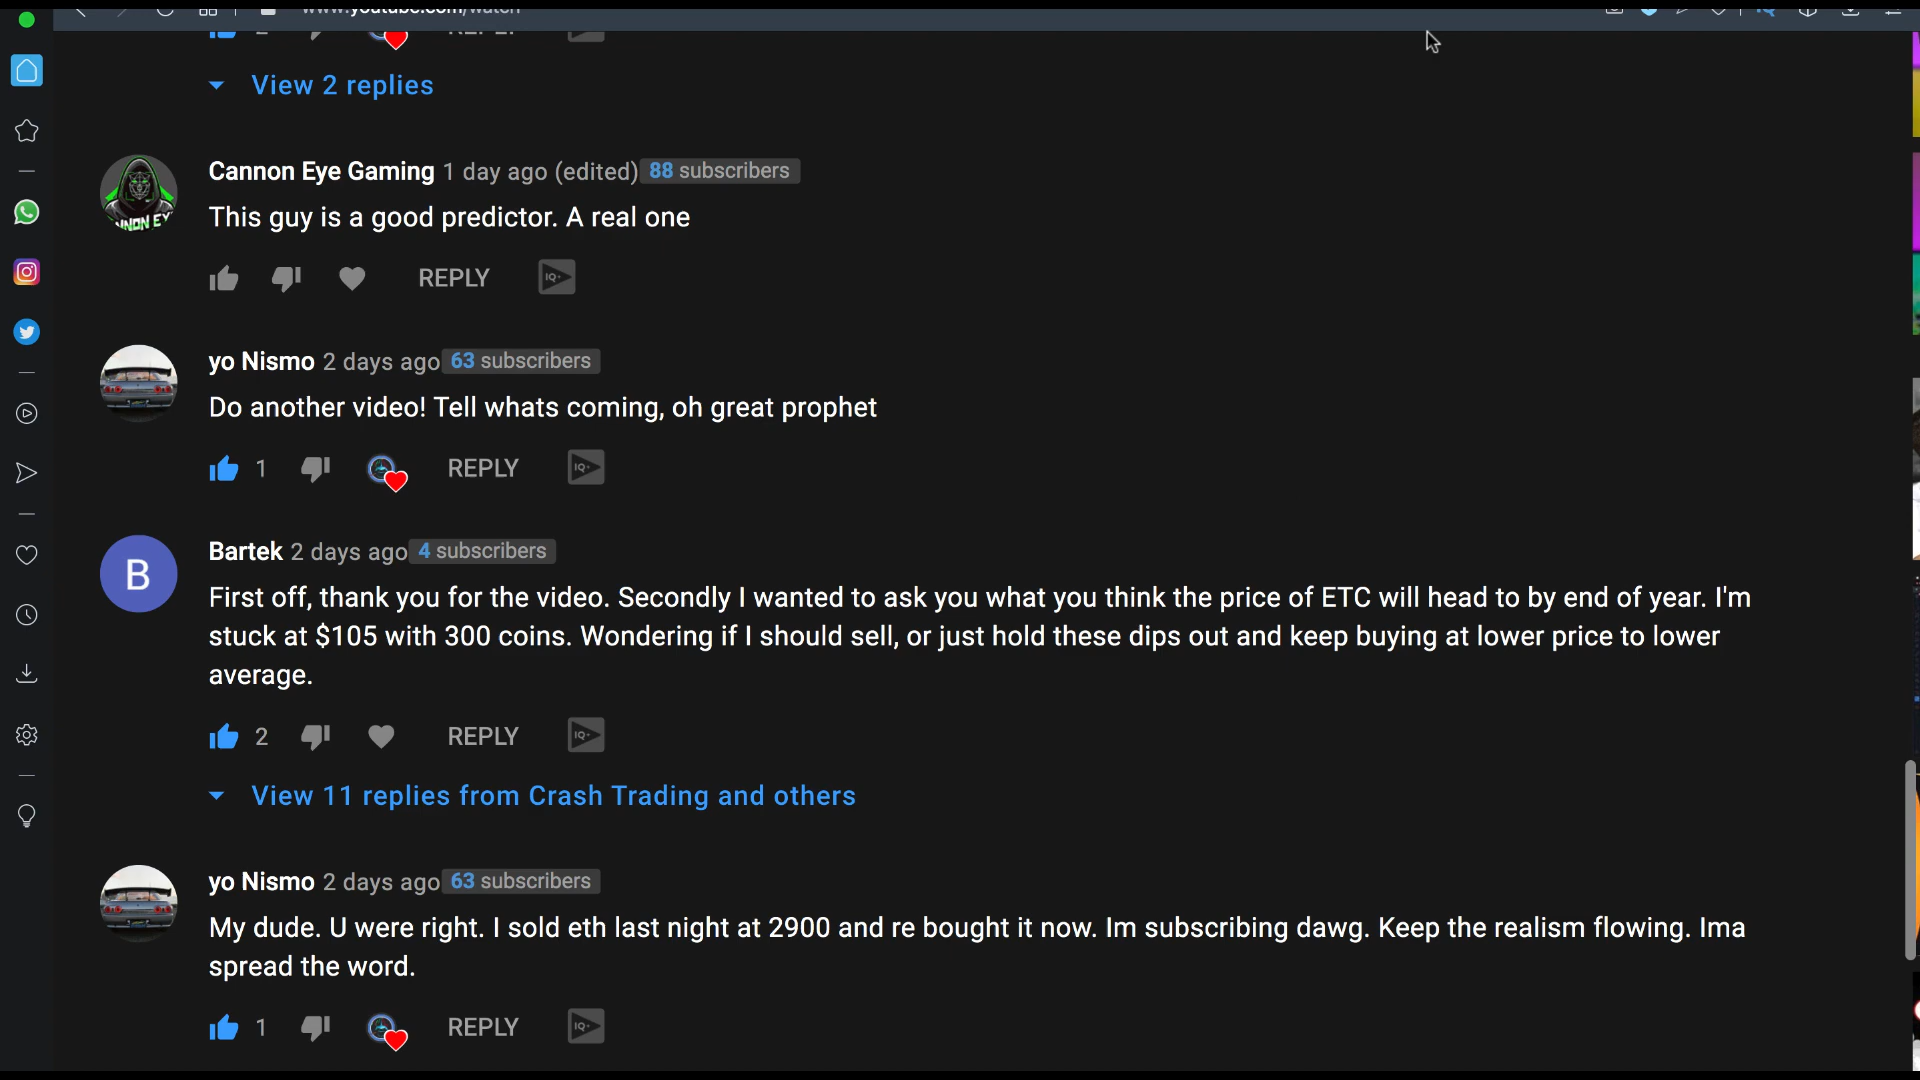 View 2 replies
Cannon Eye Gaming 1 day ago (edited) 88 subscribers
This guy is a good predictor. A real one
REPLY
yo Nismo 2 days ago 63 subscribers
Do another video! Tell whats coming, oh great prophet
1 REPLY
B
Bartek 2 days ago 4 subscribers
First off, thank you for the video. Secondly I wanted to ask you what you think the price of ETC will head to by end of year. I'm
stuck at $105 with 300 coins. Wondering if I should sell, or just hold these dips out and keep buying at lower price to lower
average.
2 REPLY
View 11 replies from Crash Trading and others
yo Nismo 2 days ago 63 subscribers
My dude. U were right. I sold eth last night at 2900 and re bought it now. Im subscribing dawg. Keep the realism flowing. Ima
spread the word.
1 REPLY